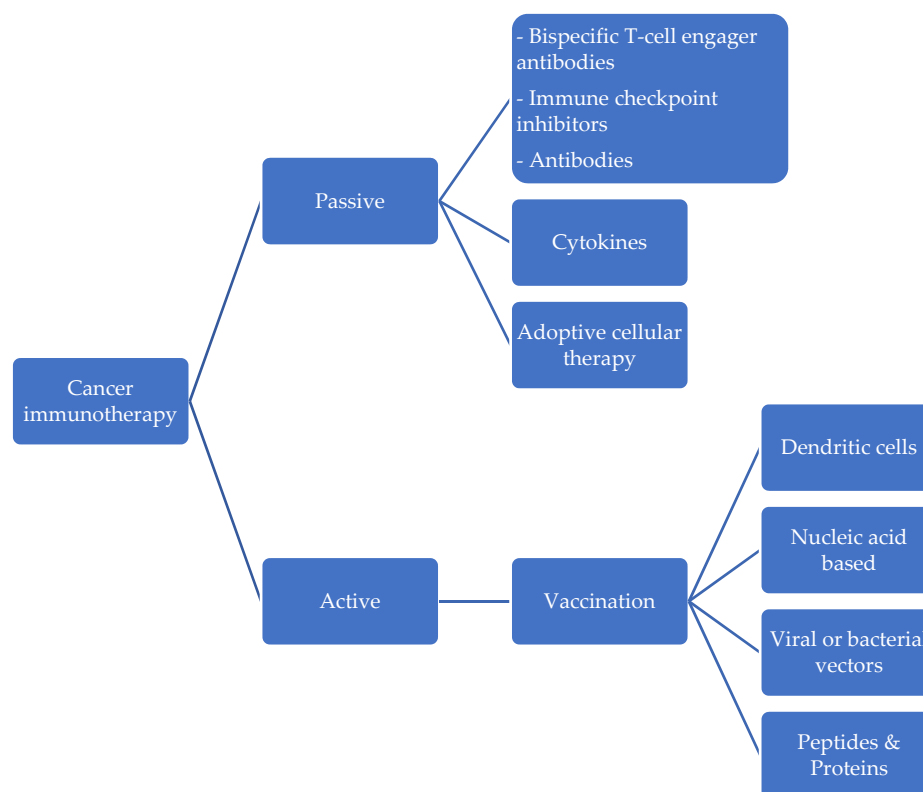 - Bispecific T-cell engager
antibodies
- Immune checkpoint
inhibitors
- Antibodies
Passive
Cytokines
Adoptive cellular
therapy
Cancer
immunotherapy
Dendritic cells
Nucleic acid
based
Active
Vaccination
Viral or bacterial
vectors
Peptides &
Proteins